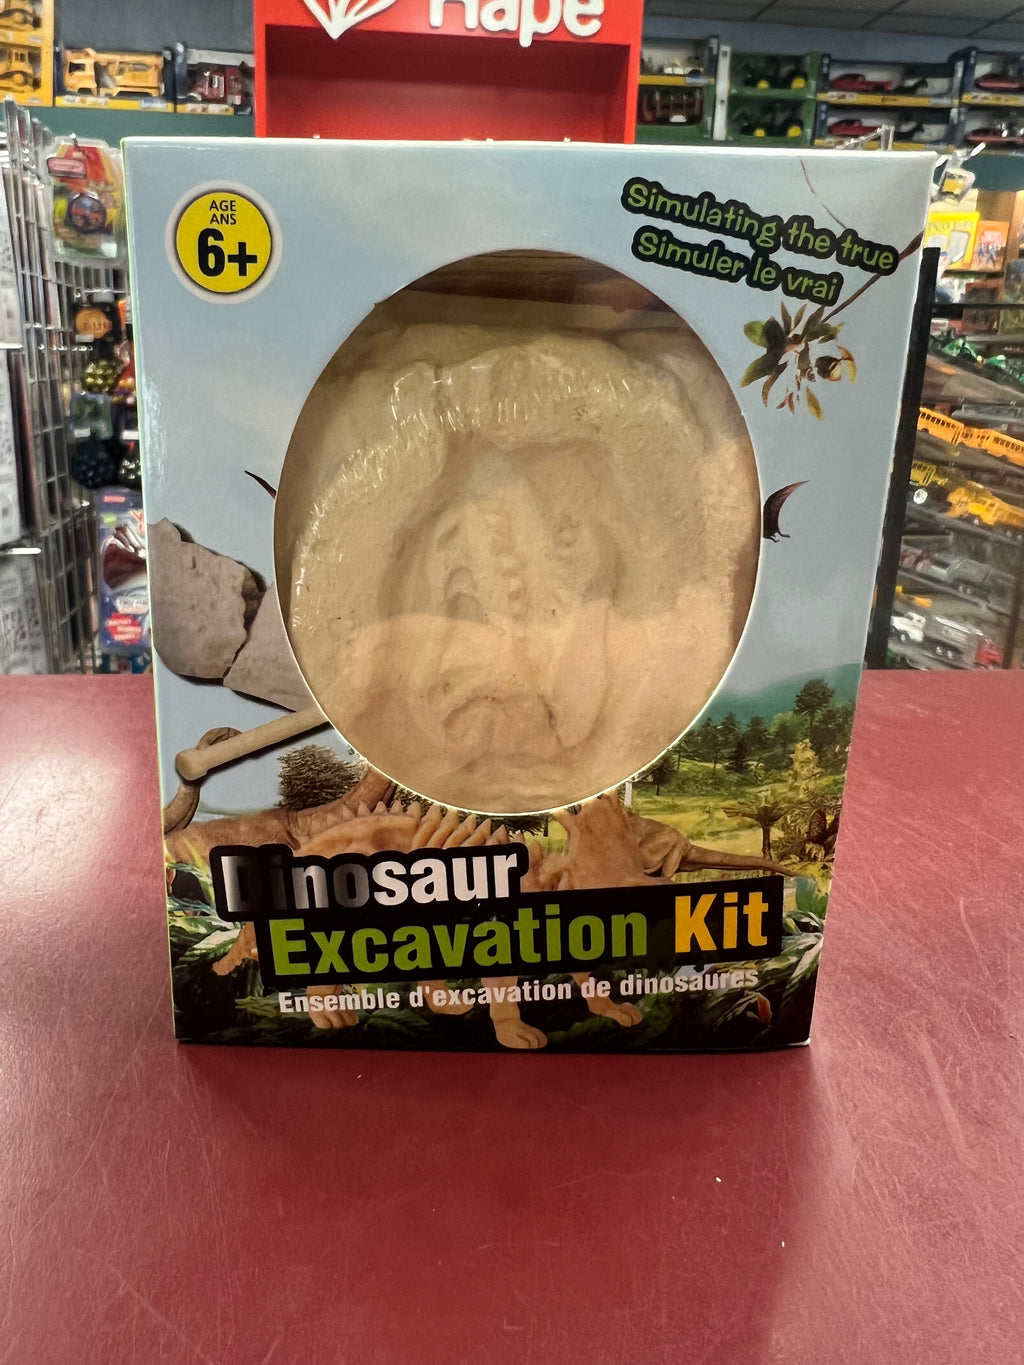 Hape
AGE
ANS
6+
Simulating the true
Simuler le vrai
Dinosaur
Excavation Kit
Ensemble d'excavation de dinosaures